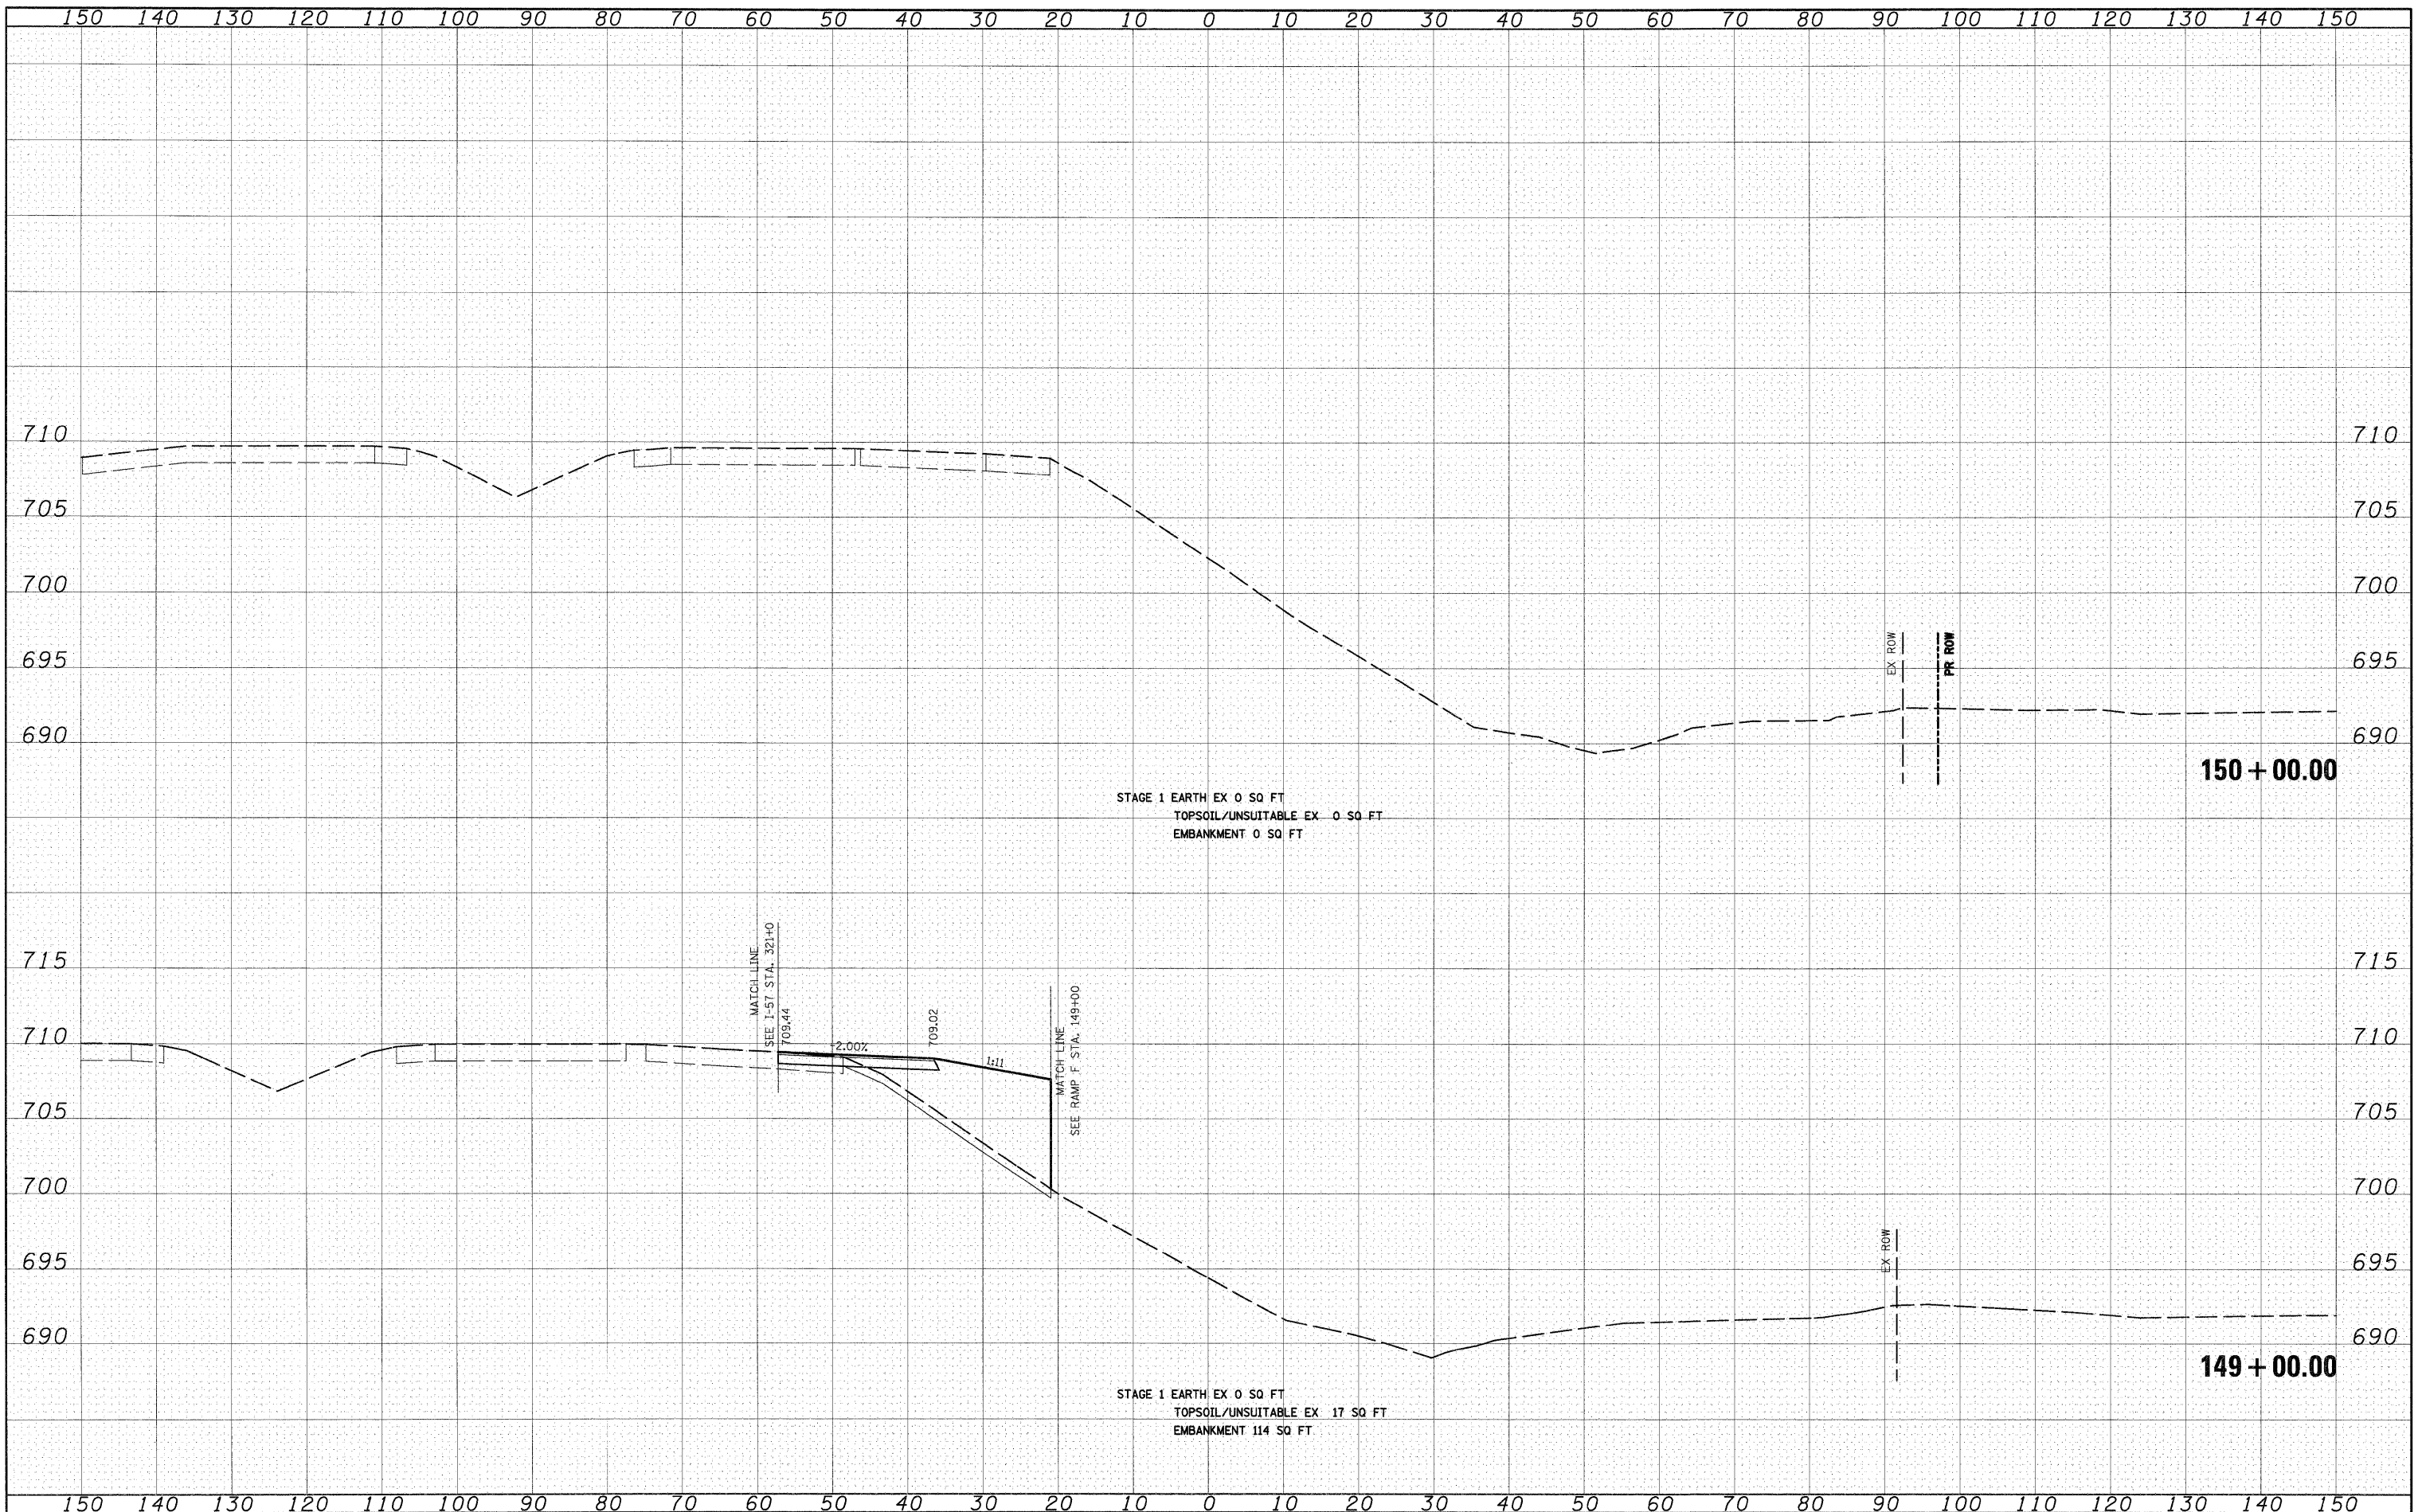 150 140 130 120 110 100 90 80 70 60 50 40 30 20 10 0 10 20 30 40 50 60 70 80 90 100 110 120 130 140 150
710 710
705 705
700 700
EX ROW
PR ROW
695 695
690 690
150+00.00
STAGE 1 EARTH EX 0 SQ FT
TOPSOIL/UNSUITABLE EX 0 SQ FT
EMBANKMENT 0 SQ FT
715 715
MATCH LINE
SEE I-57 STA. 321+0
709.44
-2.00%
709.02
1:11
MATCH LINE
SEE RAMP F STA. 149+00
710 710
705 705
700 700
EX ROW
695 695
690 690
149+00.00
STAGE 1 EARTH EX 0 SQ FT
TOPSOIL/UNSUITABLE EX 17 SQ FT
EMBANKMENT 114 SQ FT
150 140 130 120 110 100 90 80 70 60 50 40 30 20 10 0 10 20 30 40 50 60 70 80 90 100 110 120 130 140 150